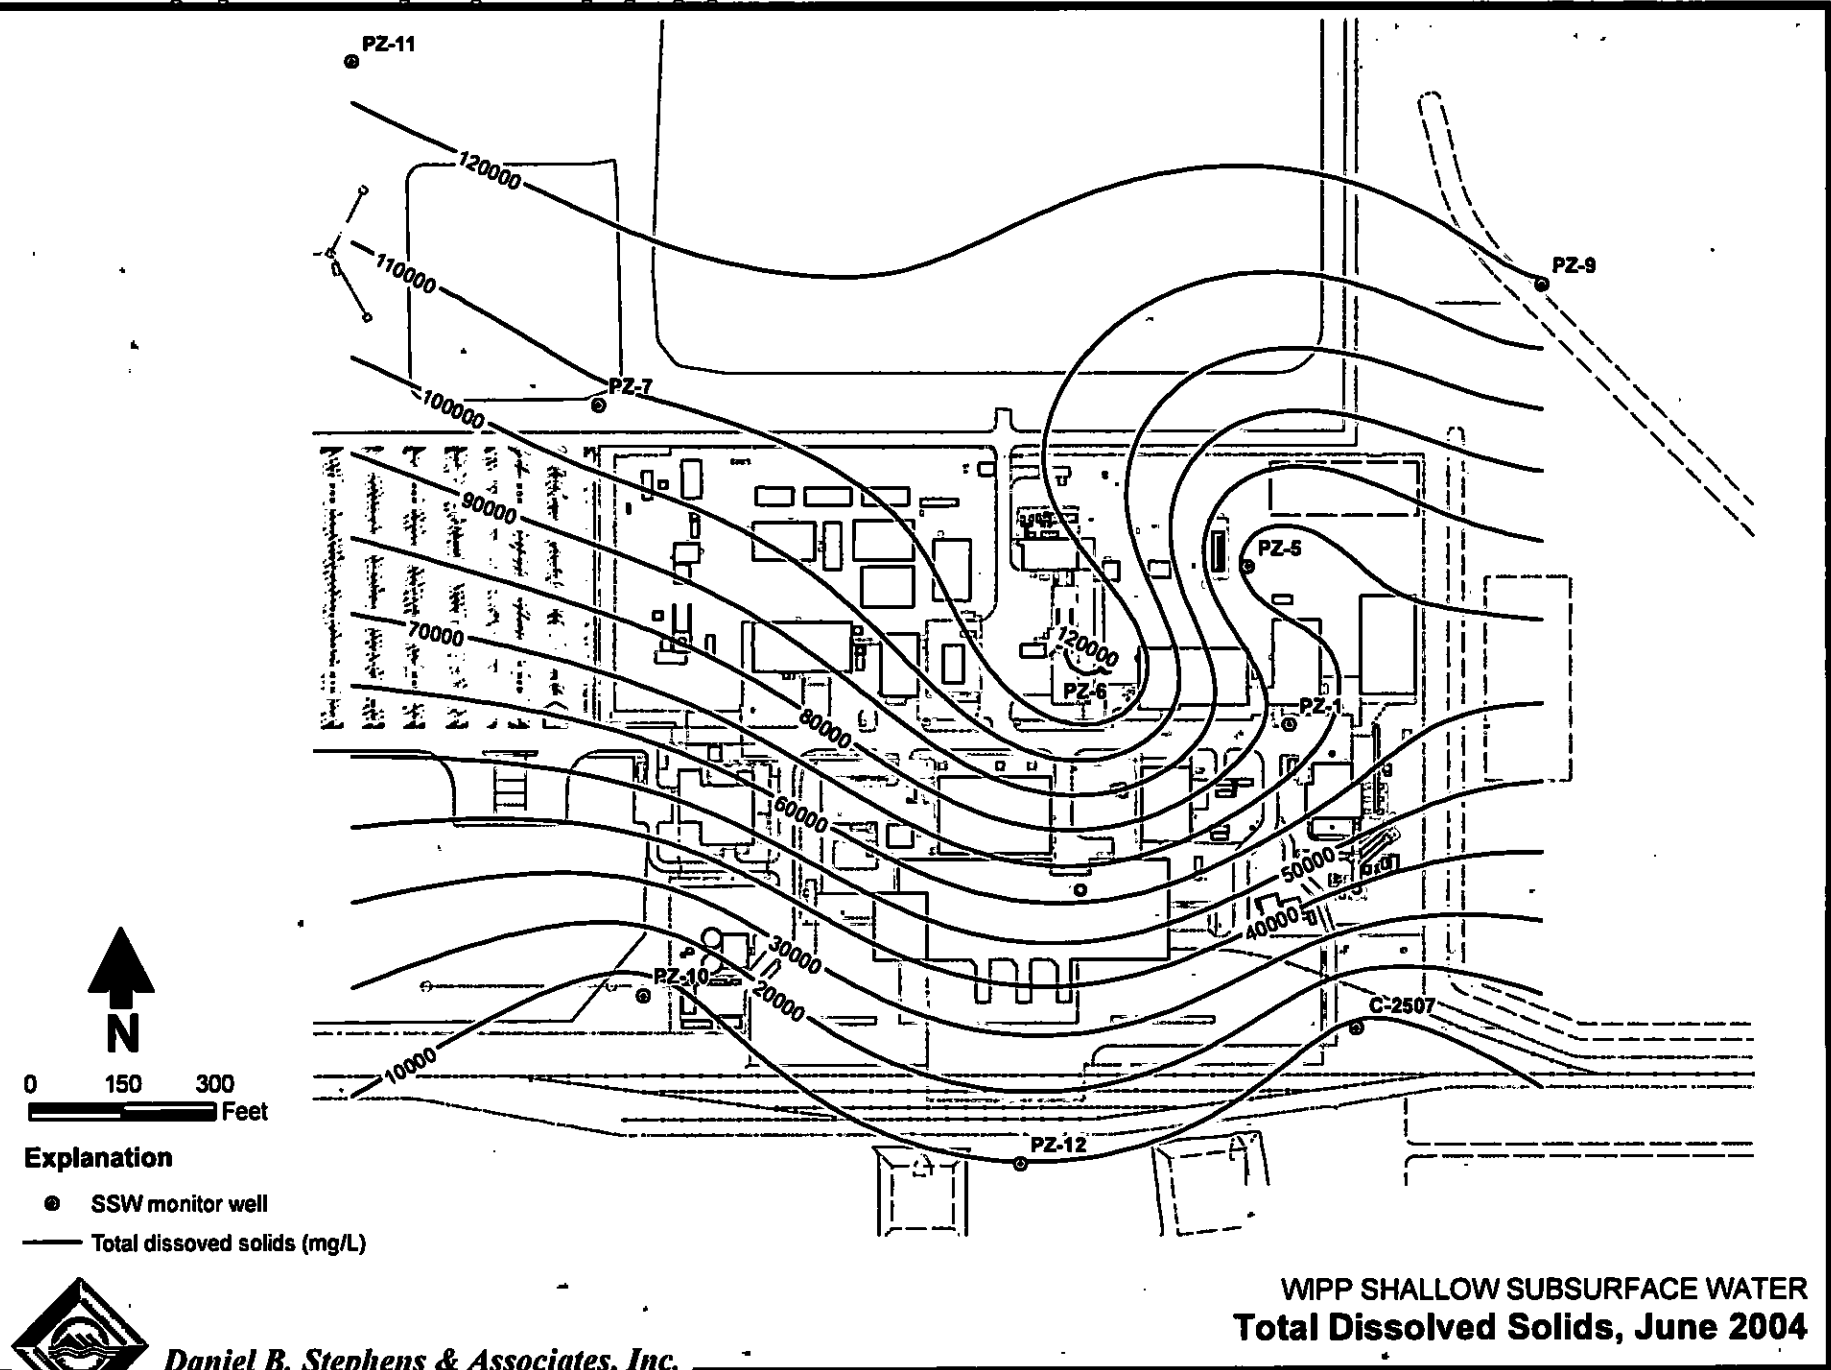 PZ-11
120000
110000
PZ-9
PZ-7
100000
90000
PZ-5
70000
120000
PZ-6
PZ-1
80000
60000
50000
40000
30000
PZ-10
20000
C-2507
10000
PZ-12
N
0 150 300
Feet
Explanation
SSW monitor well
Total dissoved solids (mg/L)
WIPP SHALLOW SUBSURFACE WATER
Total Dissolved Solids, June 2004
Daniel B. Stephens & Associates, Inc.